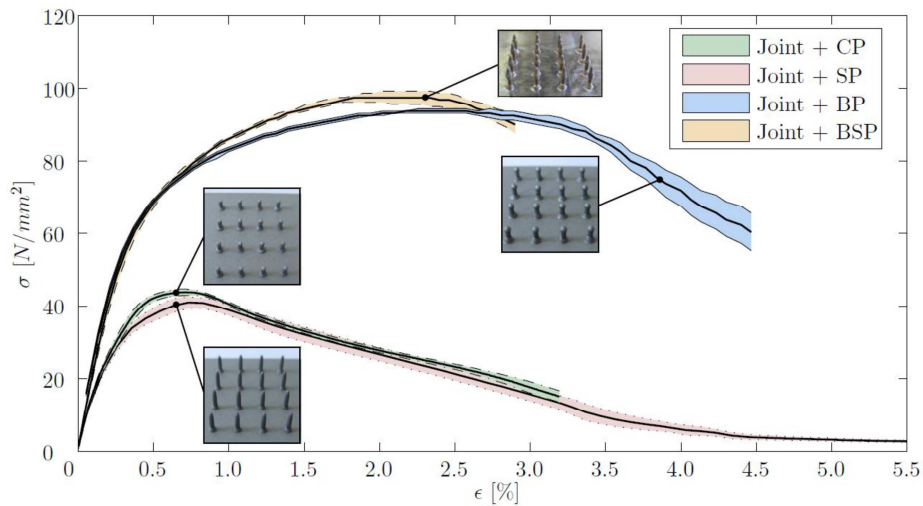 120
100
80
60
40
20
0
σ [N/mm²]
Joint + CP
Joint + SP
Joint + BP
Joint + BSP
0 0.5 1.0 1.5 2.0 2.5 3.0 3.5 4.0 4.5 5.0 5.5
ϵ [%]